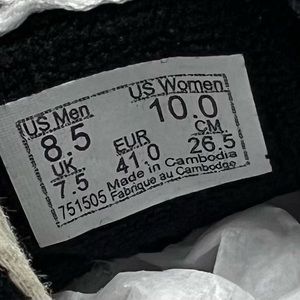 US Men US Women
8.5 10.0
UK EUR CM
7.5 41.0 26.5
751505 Made in Cambodia
Fabrique au Cambodge